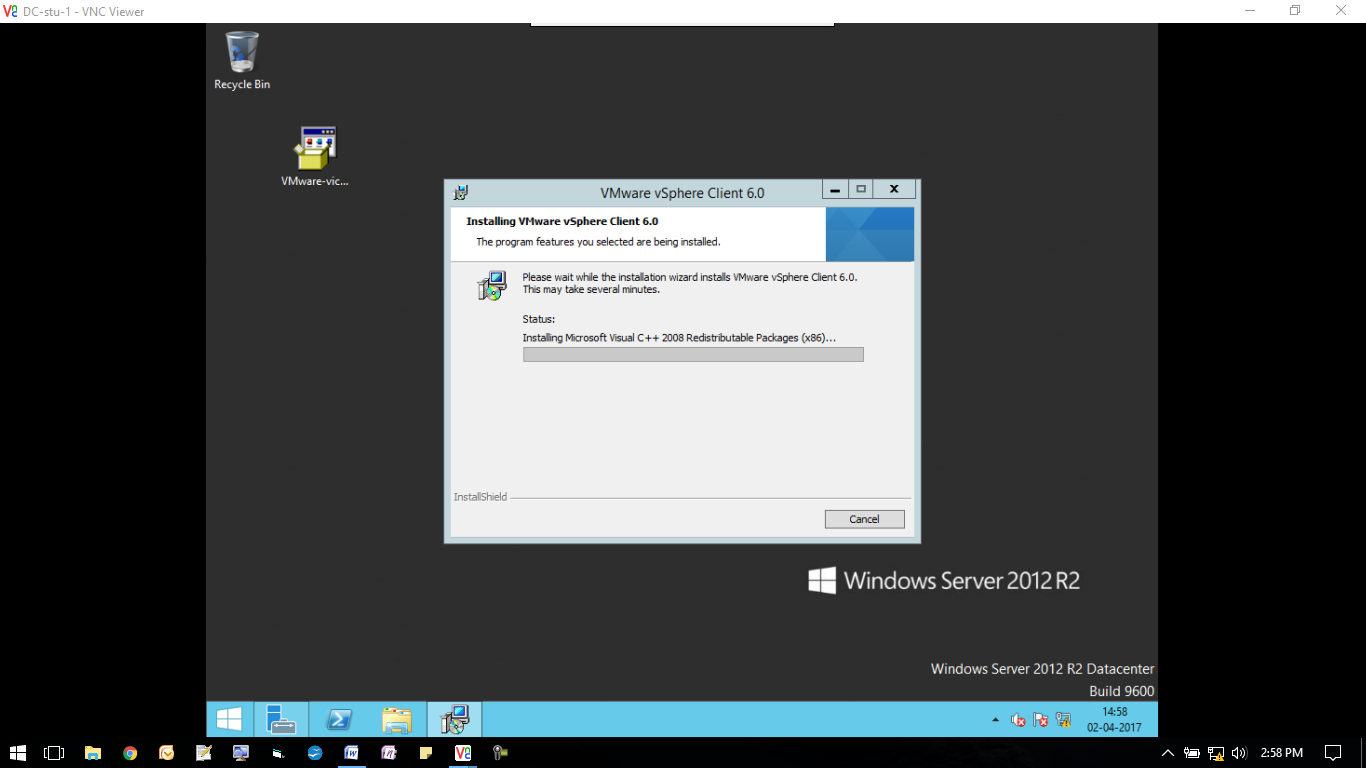 DC-stu-1 - VNC Viewer
Recycle Bin
VMware-vic...
VMware vSphere Client 6.0
Installing VMware vSphere Client 6.0
The program features you selected are being installed.
Please wait while the installation wizard installs VMware vSphere Client 6.0.
This may take several minutes.
Status:
Installing Microsoft Visual C++ 2008 Redistributable Packages (x86)...
InstallShield
Cancel
Windows Server 2012 R2
Windows Server 2012 R2 Datacenter
Build 9600
14:58
02-04-2017
2:58 PM